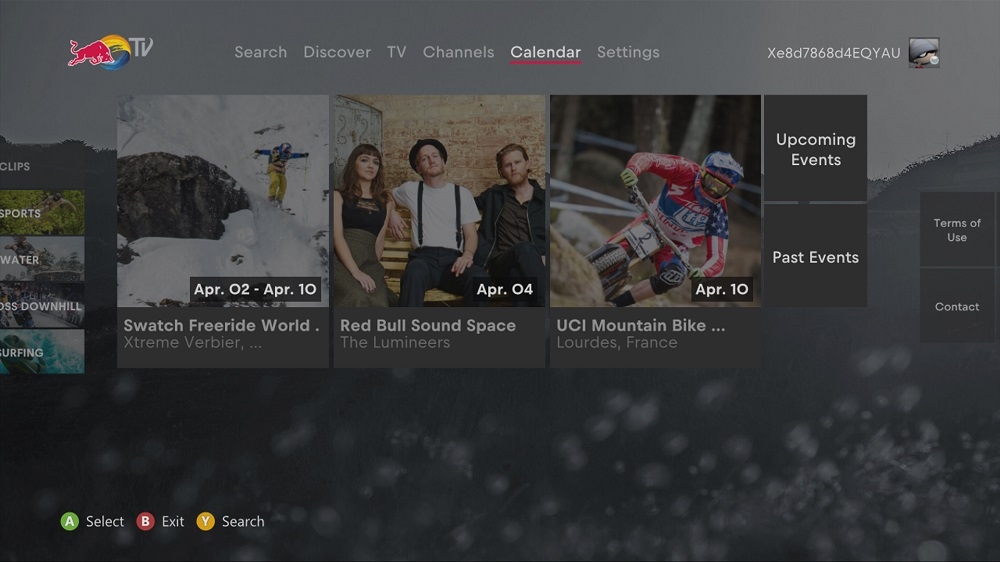 TV
Search Discover TV Channels Calendar Settings
Xe8d7868d4EQYAU
CLIPS
SPORTS
WATER
OSS DOWNHILL
SURFING
Apr. 02 - Apr. 10
Swatch Freeride World .
Xtreme Verbier, ...
Apr. 04
Red Bull Sound Space
The Lumineers
Apr. 10
UCI Mountain Bike ...
Lourdes, France
Upcoming
Events
Past Events
Terms of
Use
Contact
A Select B Exit Y Search